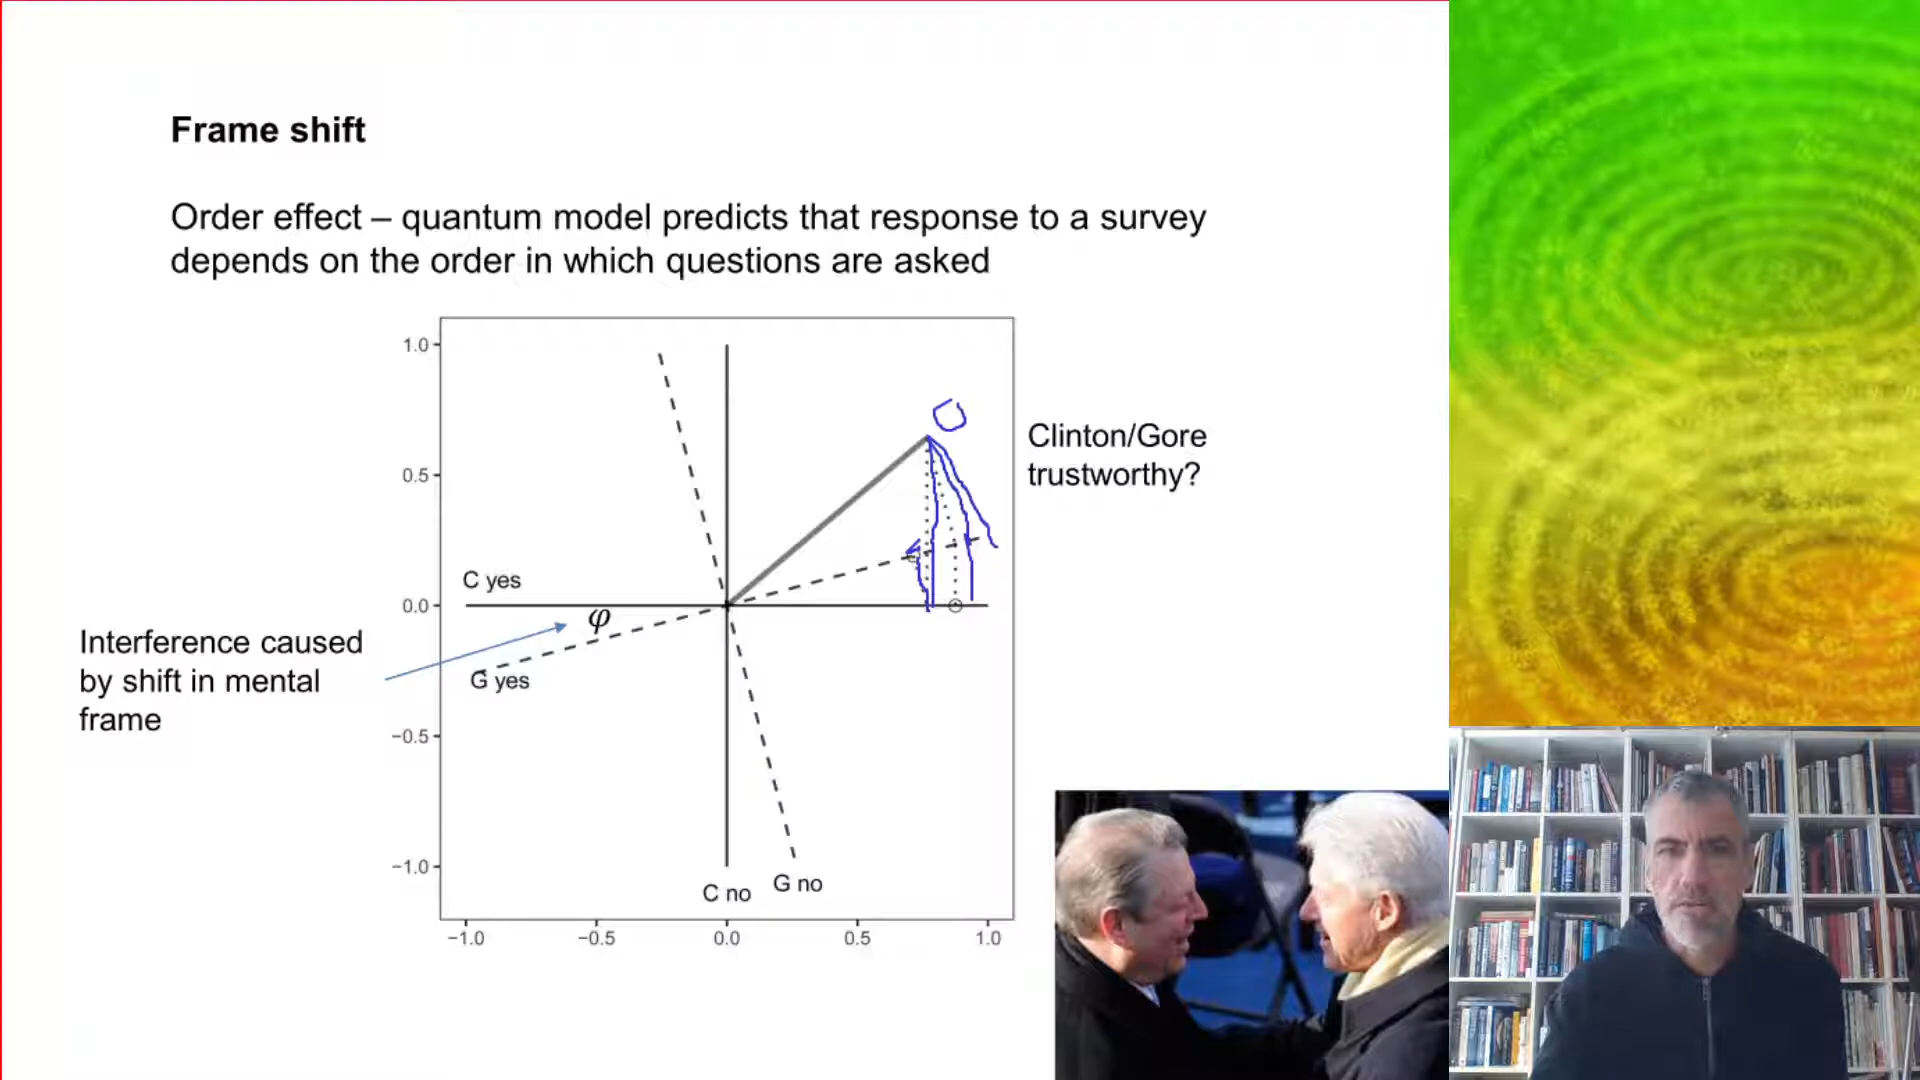 Frame shift
Order effect – quantum model predicts that response to a survey
depends on the order in which questions are asked
1.0
0.5
0.0
−0.5
−1.0
−1.0
−0.5
0.0
0.5
1.0
C yes
φ
G yes
C no
G no
Clinton/Gore
trustworthy?
Interference caused
by shift in mental
frame